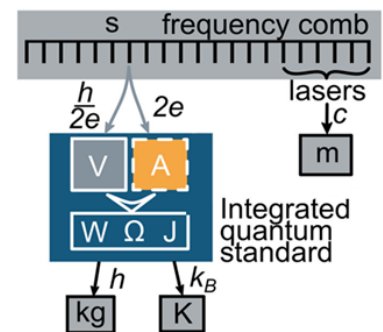 s frequency comb
h
2e
2e
lasers
c
m
V A
W Ω J
Integrated
quantum
standard
h
k_B
kg K